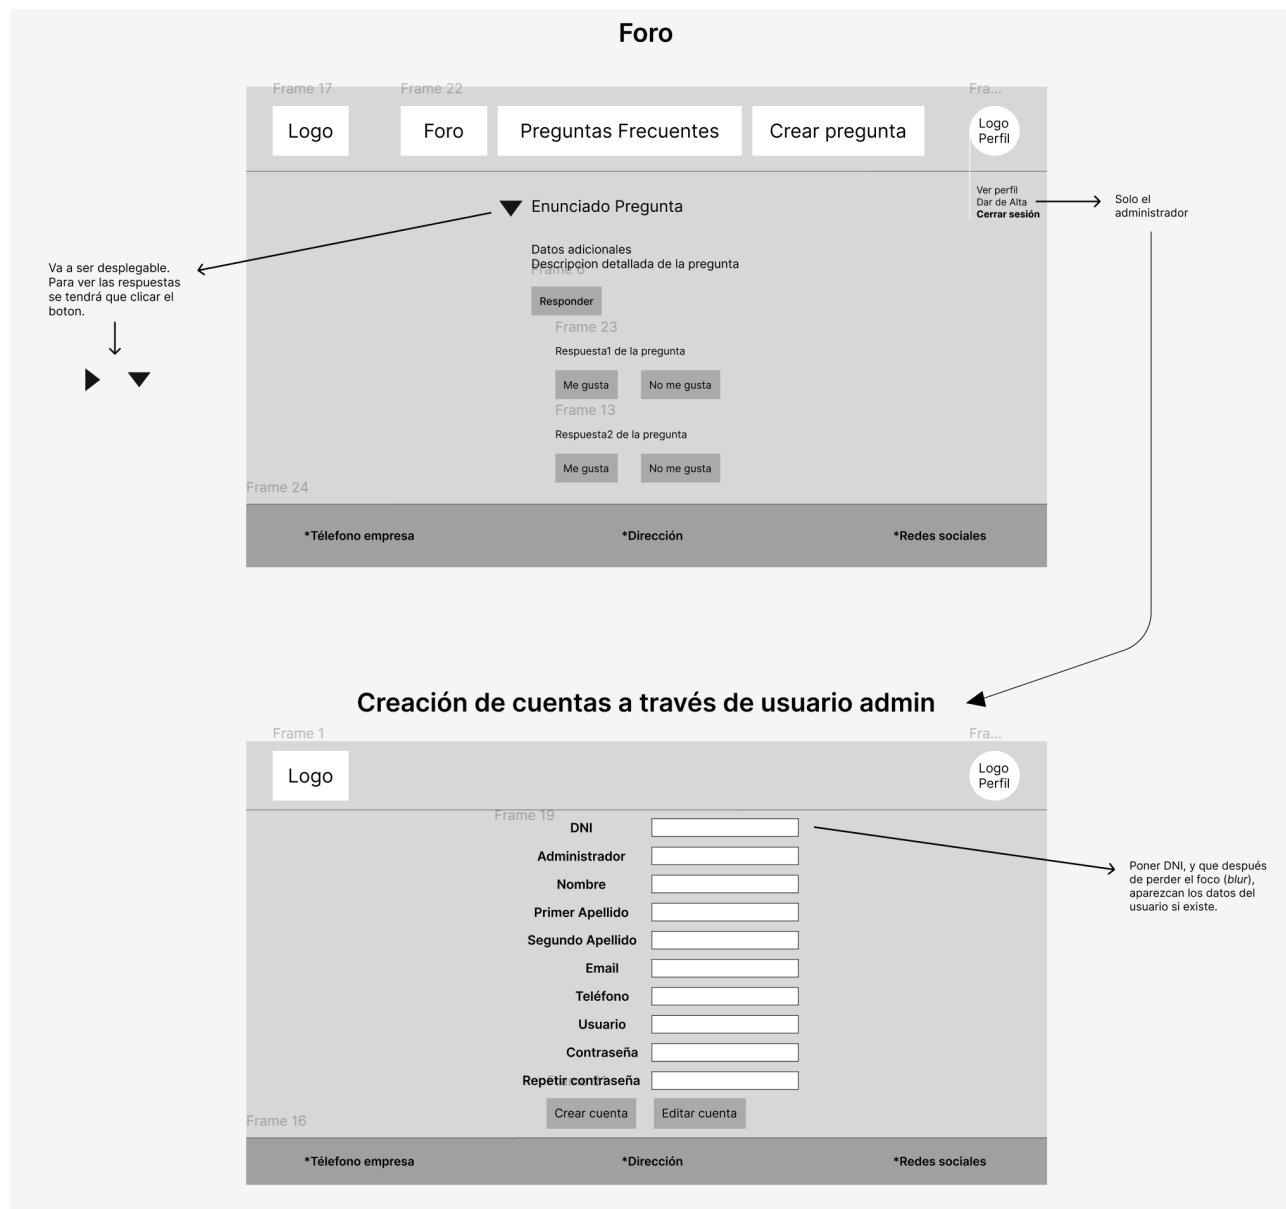 Foro
Frame 17
Frame 22
Fra...
Logo
Foro
Preguntas Frecuentes
Crear pregunta
Logo
Perfil
Ver perfil
Dar de Alta
Cerrar sesión
Solo el
administrador
Enunciado Pregunta
Va a ser desplegable.
Para ver las respuestas
se tendrá que clicar el
boton.
Datos adicionales
Descripcion detallada de la pregunta
Frame 6
Responder
Frame 23
Respuesta1 de la pregunta
Me gusta
No me gusta
Frame 13
Respuesta2 de la pregunta
Me gusta
No me gusta
Frame 24
*Télefono empresa
*Dirección
*Redes sociales
Creación de cuentas a través de usuario admin
Frame 1
Fra...
Logo
Logo
Perfil
Frame 19
DNI
Administrador
Nombre
Primer Apellido
Segundo Apellido
Email
Teléfono
Usuario
Contraseña
Repetir contraseña
Poner DNI, y que después
de perder el foco (blur),
aparezcan los datos del
usuario si existe.
Crear cuenta
Editar cuenta
Frame 16
*Télefono empresa
*Dirección
*Redes sociales